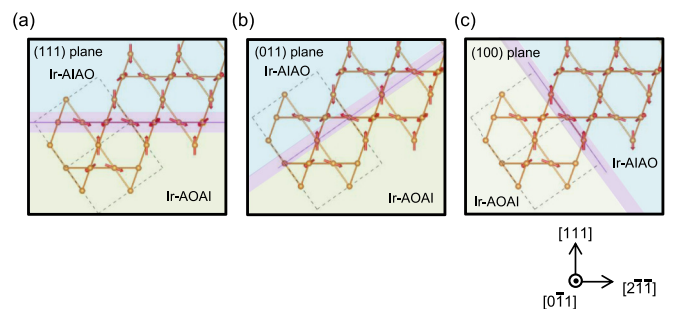 (a) (b) (c)
(111) plane
Ir-AIAO
Ir-AOAI
(011) plane
Ir-AIAO
Ir-AOAI
(100) plane
Ir-AIAO
Ir-AOAI
[111]
[21̅1̅]
[01̅1]